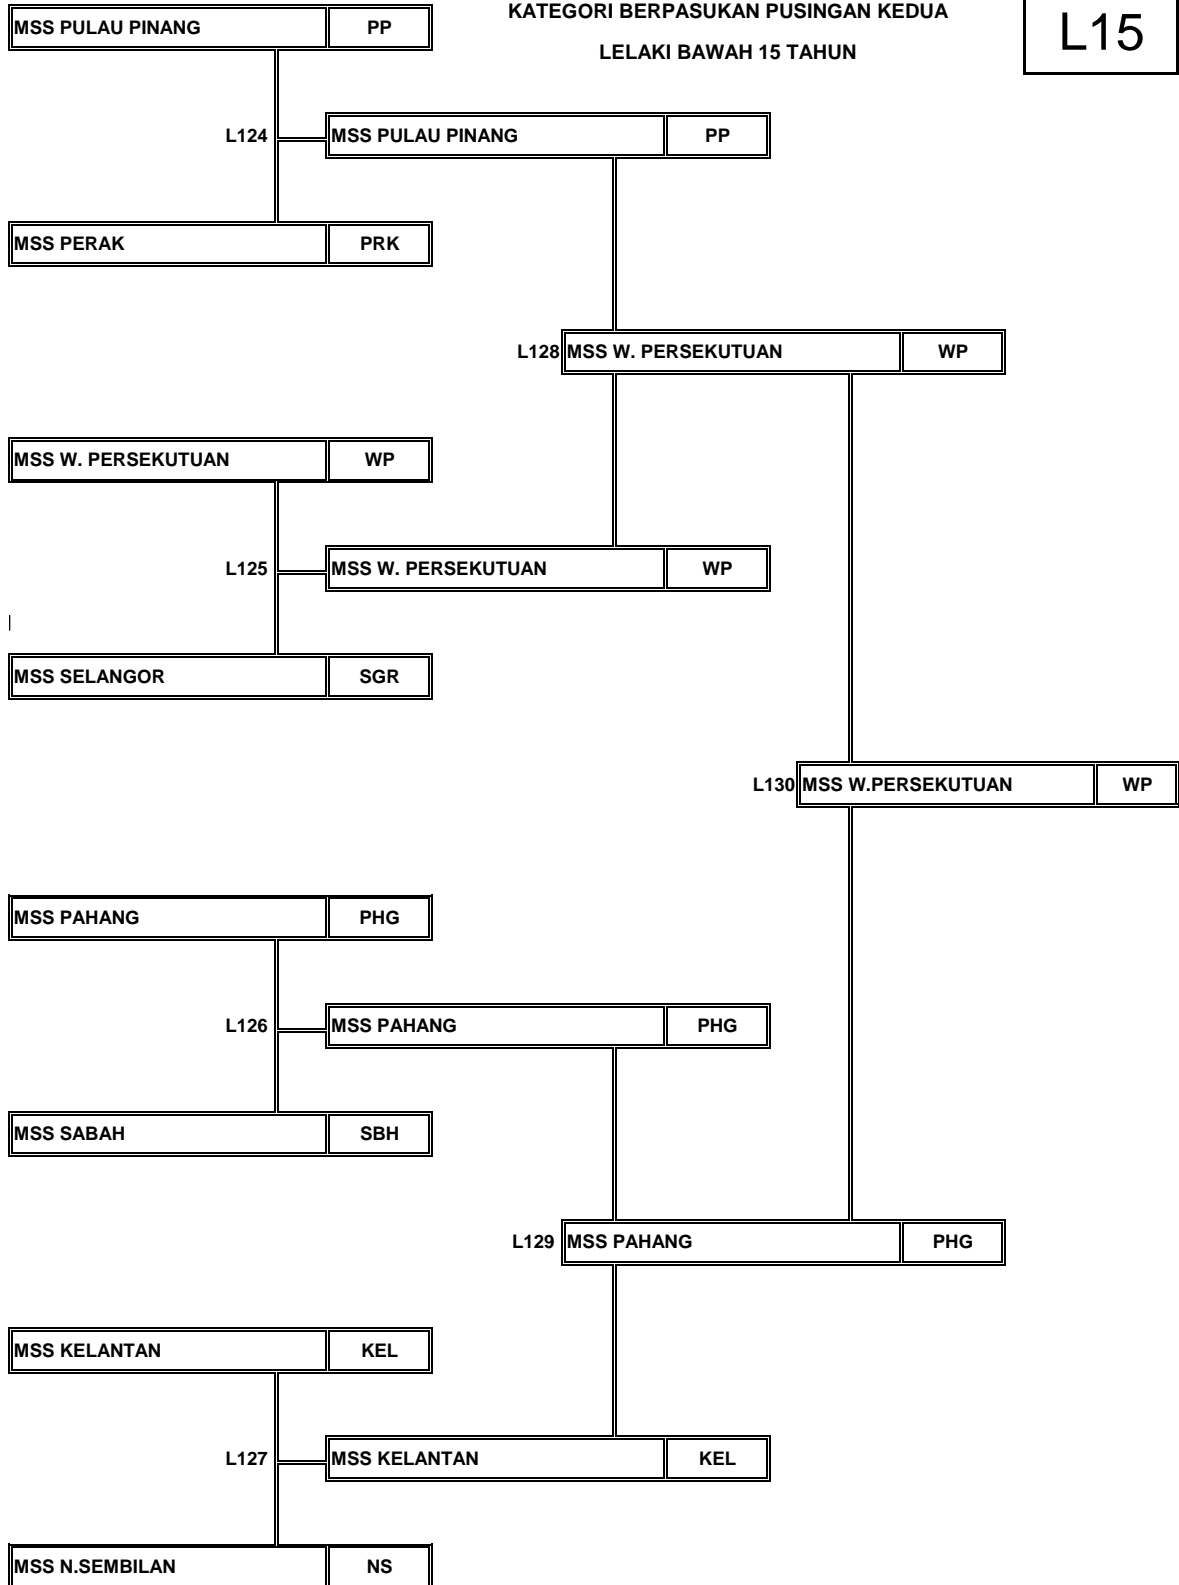 KATEGORI BERPASUKAN PUSINGAN KEDUA
LELAKI BAWAH 15 TAHUN
L15
MSS PULAU PINANG PP
L124 MSS PULAU PINANG PP
MSS PERAK PRK
L128 MSS W. PERSEKUTUAN WP
MSS W. PERSEKUTUAN WP
L125 MSS W. PERSEKUTUAN WP
MSS SELANGOR SGR
L130 MSS W.PERSEKUTUAN WP
MSS PAHANG PHG
L126 MSS PAHANG PHG
MSS SABAH SBH
L129 MSS PAHANG PHG
MSS KELANTAN KEL
L127 MSS KELANTAN KEL
MSS N.SEMBILAN NS